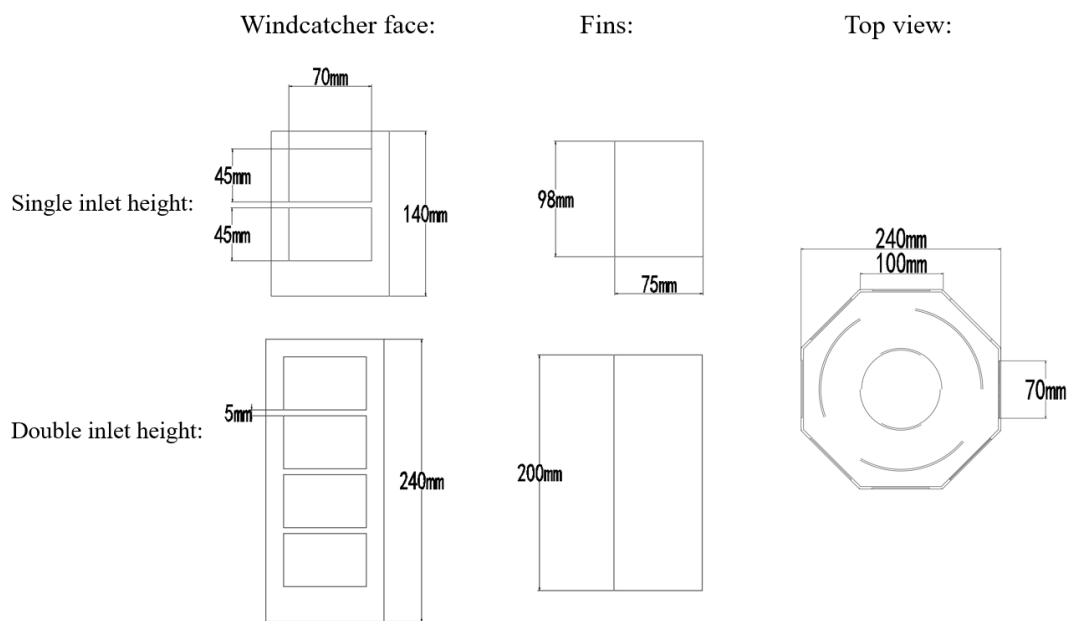 Windcatcher face:
Fins:
Top view:
70mm
45mm
Single inlet height:
45mm
140mm
98mm
75mm
240mm
100mm
70mm
5mm
Double inlet height:
240mm
200mm